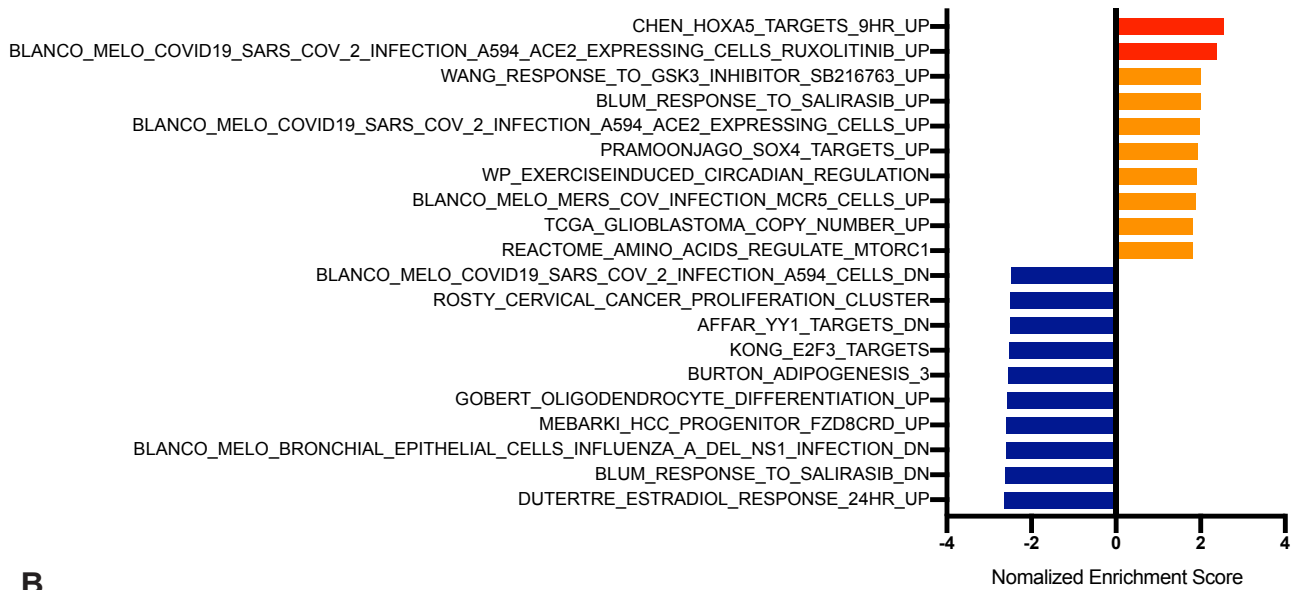 CHEN_HOXA5_TARGETS_9HR_UP
BLANCO_MELO_COVID19_SARS_COV_2_INFECTION_A594_ACE2_EXPRESSING_CELLS_RUXOLITINIB_UP
WANG_RESPONSE_TO_GSK3_INHIBITOR_SB216763_UP
BLUM_RESPONSE_TO_SALIRASIB_UP
BLANCO_MELO_COVID19_SARS_COV_2_INFECTION_A594_ACE2_EXPRESSING_CELLS_UP
PRAMOONJAGO_SOX4_TARGETS_UP
WP_EXERCISEINDUCED_CIRCADIAN_REGULATION
BLANCO_MELO_MERS_COV_INFECTION_MCR5_CELLS_UP
TCGA_GLIOBLASTOMA_COPY_NUMBER_UP
REACTOME_AMINO_ACIDS_REGULATE_MTORC1
BLANCO_MELO_COVID19_SARS_COV_2_INFECTION_A594_CELLS_DN
ROSTY_CERVICAL_CANCER_PROLIFERATION_CLUSTER
AFFAR_YY1_TARGETS_DN
KONG_E2F3_TARGETS
BURTON_ADIPOGENESIS_3
GOBERT_OLIGODENDROCYTE_DIFFERENTIATION_UP
MEBARKI_HCC_PROGENITOR_FZD8CRD_UP
BLANCO_MELO_BRONCHIAL_EPITHELIAL_CELLS_INFLUENZA_A_DEL_NS1_INFECTION_DN
BLUM_RESPONSE_TO_SALIRASIB_DN
DUTERTRE_ESTRADIOL_RESPONSE_24HR_UP
-4 -2 0 2 4
Nomalized Enrichment Score
B